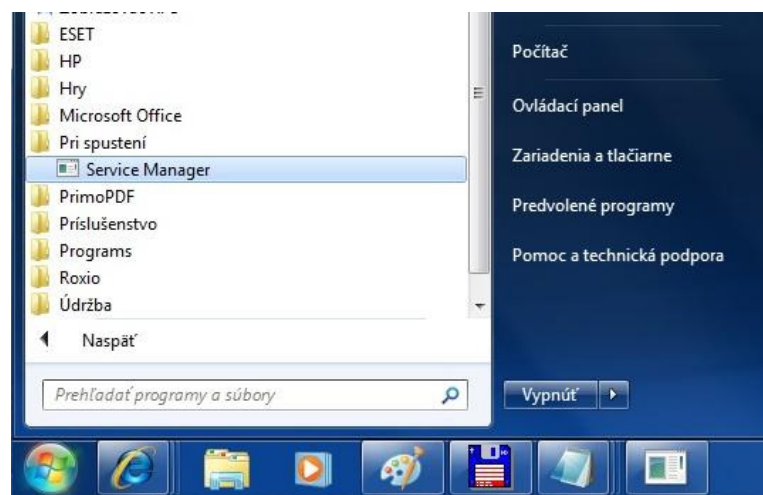 ESET
HP
Hry
Microsoft Office
Pri spustení
Service Manager
PrimoPDF
Príslušenstvo
Programs
Roxio
Údržba
Naspäť
Prehľadať programy a súbory
Počítač
Ovládací panel
Zariadenia a tlačiarne
Predvolené programy
Pomoc a technická podpora
Vypnúť